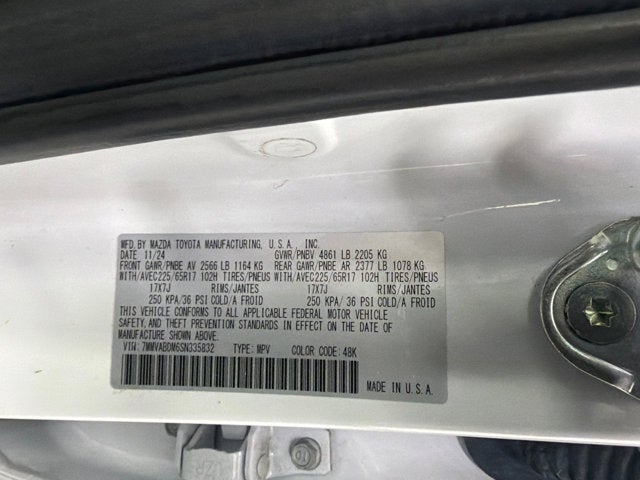 MFD.BY MAZDA TOYOTA MANUFACTURING, U.S.A., INC.
DATE 11/24 GVWR/PNBV 4861 LB 2205 KG
FRONT GAWR/PNBE AV 2566 LB 1164 KG REAR GAWR/PNBE AR 2377 LB 1078 KG
WITH/AVEC225/65R17 102H TIRES/PNEUS WITH/AVEC225/65R17 102H TIRES/PNEUS
17X7J RIMS/JANTES 17X7J RIMS/JANTES
250 KPA/36 PSI COLD/A FROID 250 KPA/36 PSI COLD/A FROID
THIS VEHICLE CONFORMS TO ALL APPLICABLE FEDERAL MOTOR VEHICLE
SAFETY, AND THEFT PREVENTION STANDARDS IN EFFECT ON THE DATE OF
MANUFACTURE SHOWN ABOVE.
VIN: 7MMVABDM6SN335832 TYPE: MPV COLOR CODE: 48K
MADE IN U.S.A.